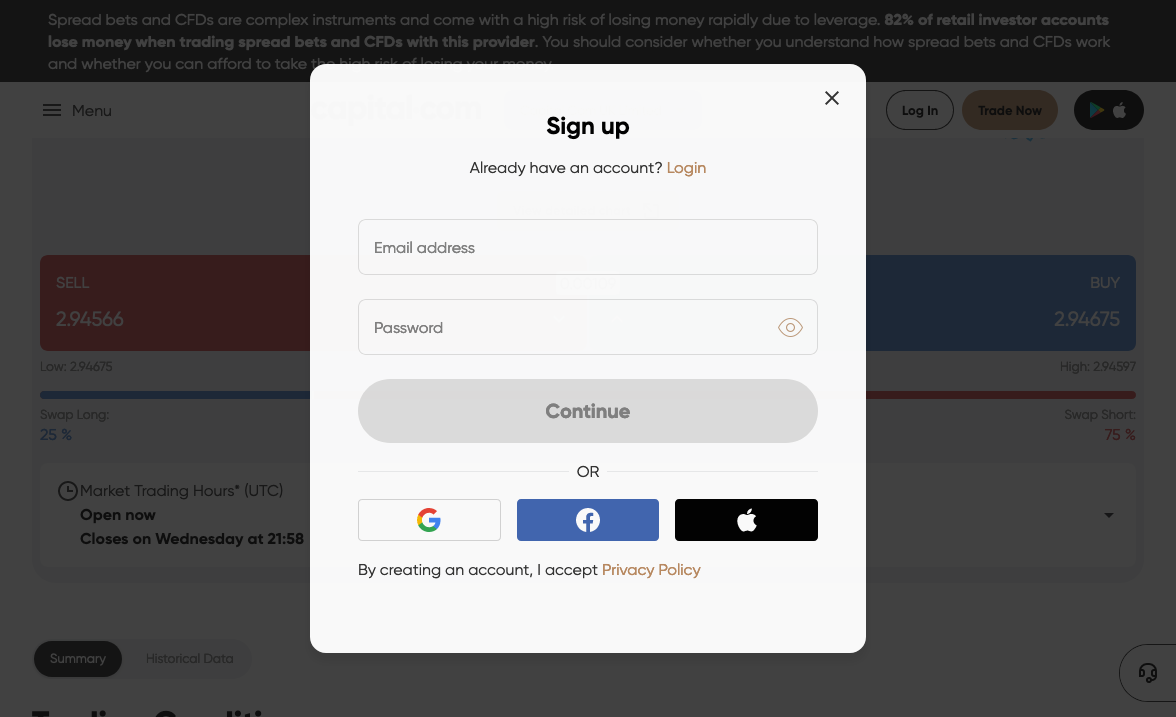 Spread bets and CFDs are complex instruments and come with a high risk of losing money rapidly due to leverage. 82% of retail investor accounts
lose money when trading spread bets and CFDs with this provider. You should consider whether you understand how spread bets and CFDs work
and whether you can afford to take the high risk of losing your money.
Menu
capital.com
Log In
Trade Now
Sign up
Already have an account? Login
Email address
Password
Continue
OR
By creating an account, I accept Privacy Policy
SELL
2.94566
BUY
2.94675
Low: 2.94675
High: 2.94597
Swap Long:
25 %
Swap Short:
75 %
Market Trading Hours* (UTC)
Open now
Closes on Wednesday at 21:58
Summary
Historical Data